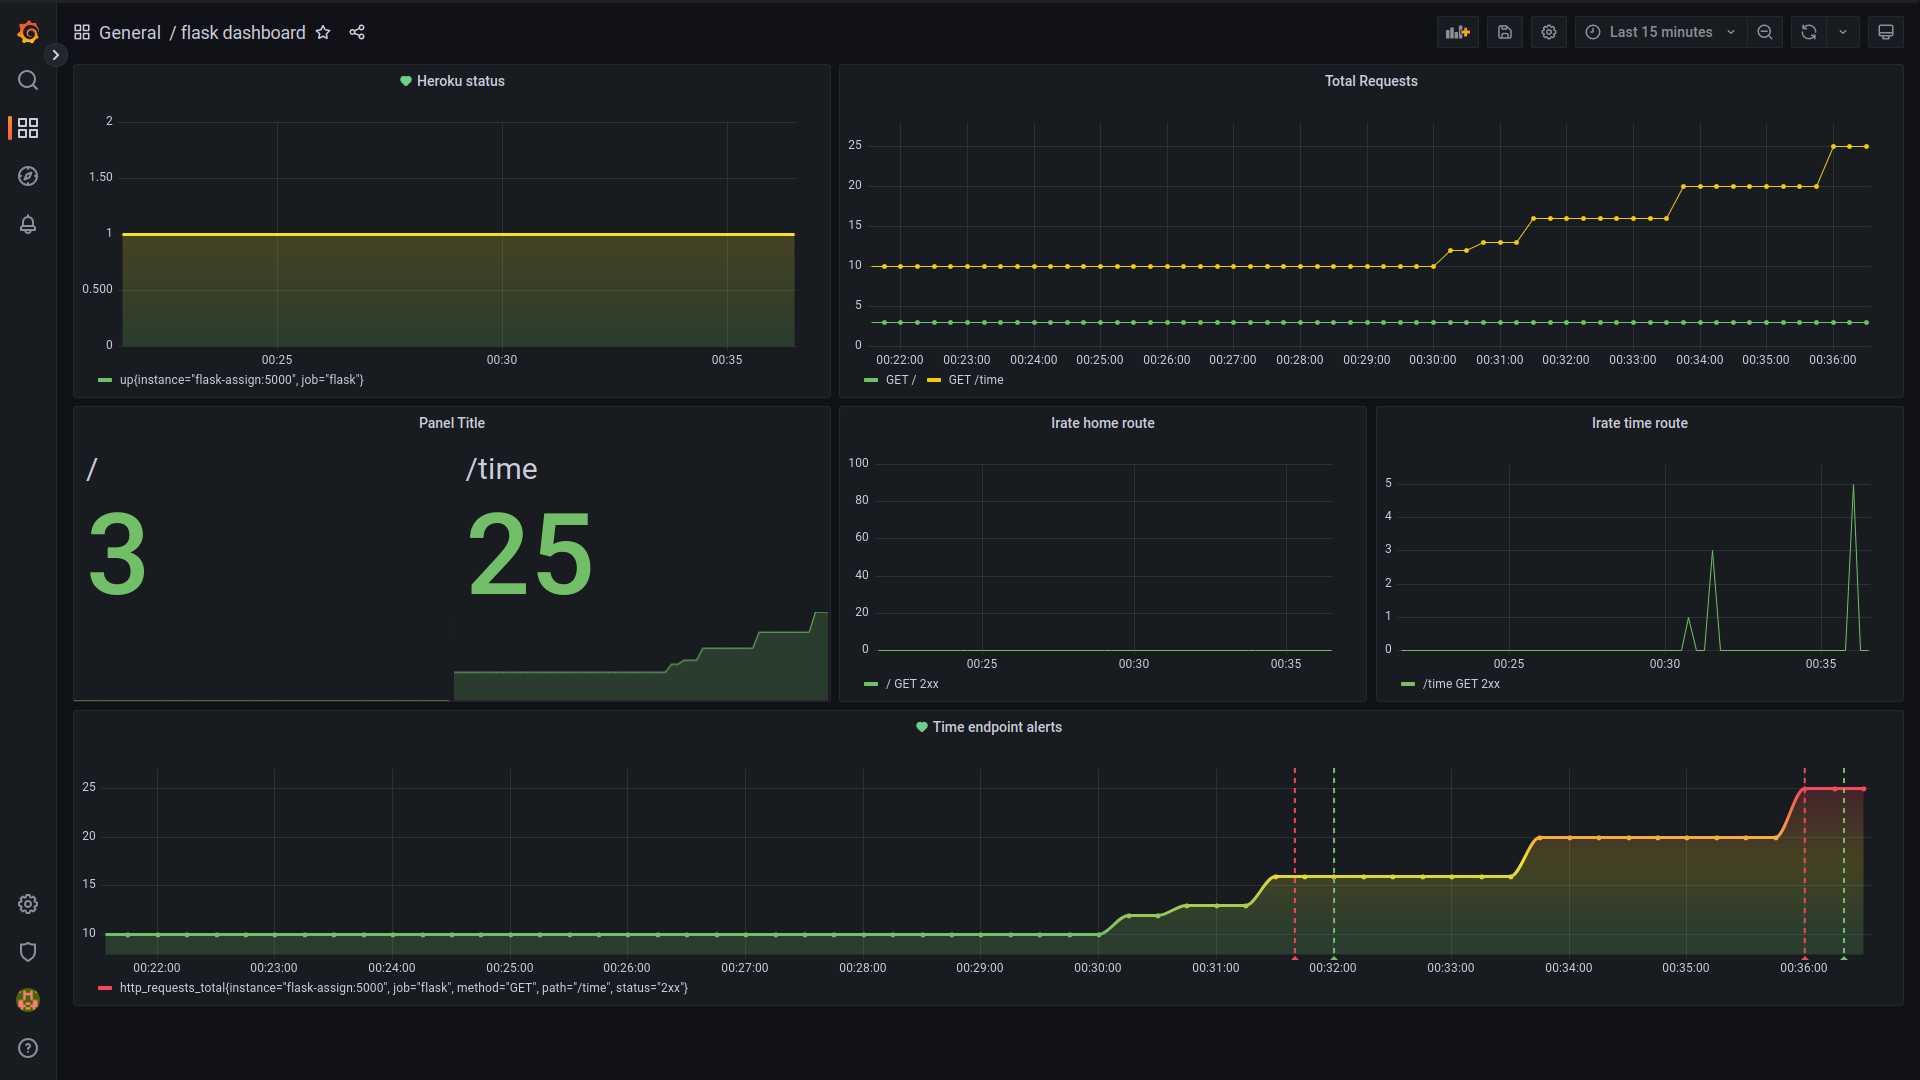 General / flask dashboard
Last 15 minutes
Heroku status
2
1.50
1
0.500
0
00:25 00:30 00:35
up{instance="flask-assign:5000", job="flask"}
Total Requests
25
20
15
10
5
0
00:22:00 00:23:00 00:24:00 00:25:00 00:26:00 00:27:00 00:28:00 00:29:00 00:30:00 00:31:00 00:32:00 00:33:00 00:34:00 00:35:00 00:36:00
GET / GET /time
Panel Title
/ /time
3 25
Irate home route
100
80
60
40
20
0
00:25 00:30 00:35
/ GET 2xx
Irate time route
5
4
3
2
1
0
00:25 00:30 00:35
/time GET 2xx
Time endpoint alerts
25
20
15
10
00:22:00 00:23:00 00:24:00 00:25:00 00:26:00 00:27:00 00:28:00 00:29:00 00:30:00 00:31:00 00:32:00 00:33:00 00:34:00 00:35:00 00:36:00
http_requests_total{instance="flask-assign:5000", job="flask", method="GET", path="/time", status="2xx"}